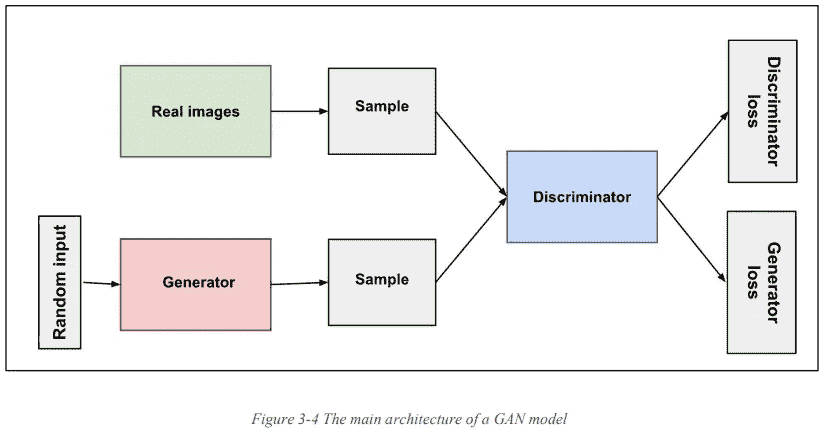 Real images
Sample
Discriminator
loss
Discriminator
Random input
Generator
Sample
Generator
loss
Figure 3-4 The main architecture of a GAN model